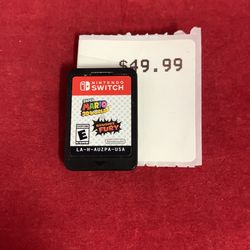 $49.99
NINTENDO
SWITCH
SUPER
MARIO
3D WORLD
BOWSER'S
FURY
E
LA-H-AUZPA-USA